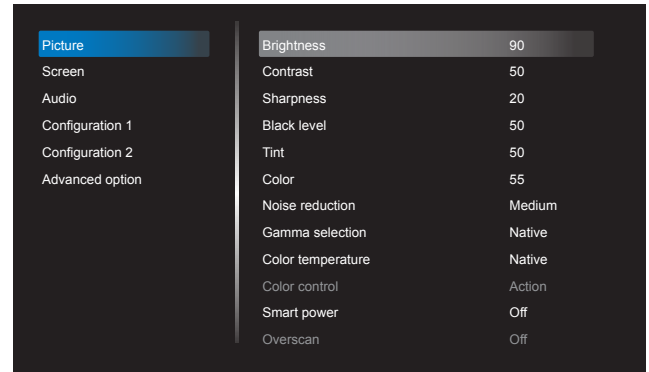 Picture
Screen
Audio
Configuration 1
Configuration 2
Advanced option
Brightness 90
Contrast 50
Sharpness 20
Black level 50
Tint 50
Color 55
Noise reduction Medium
Gamma selection Native
Color temperature Native
Color control Action
Smart power Off
Overscan Off